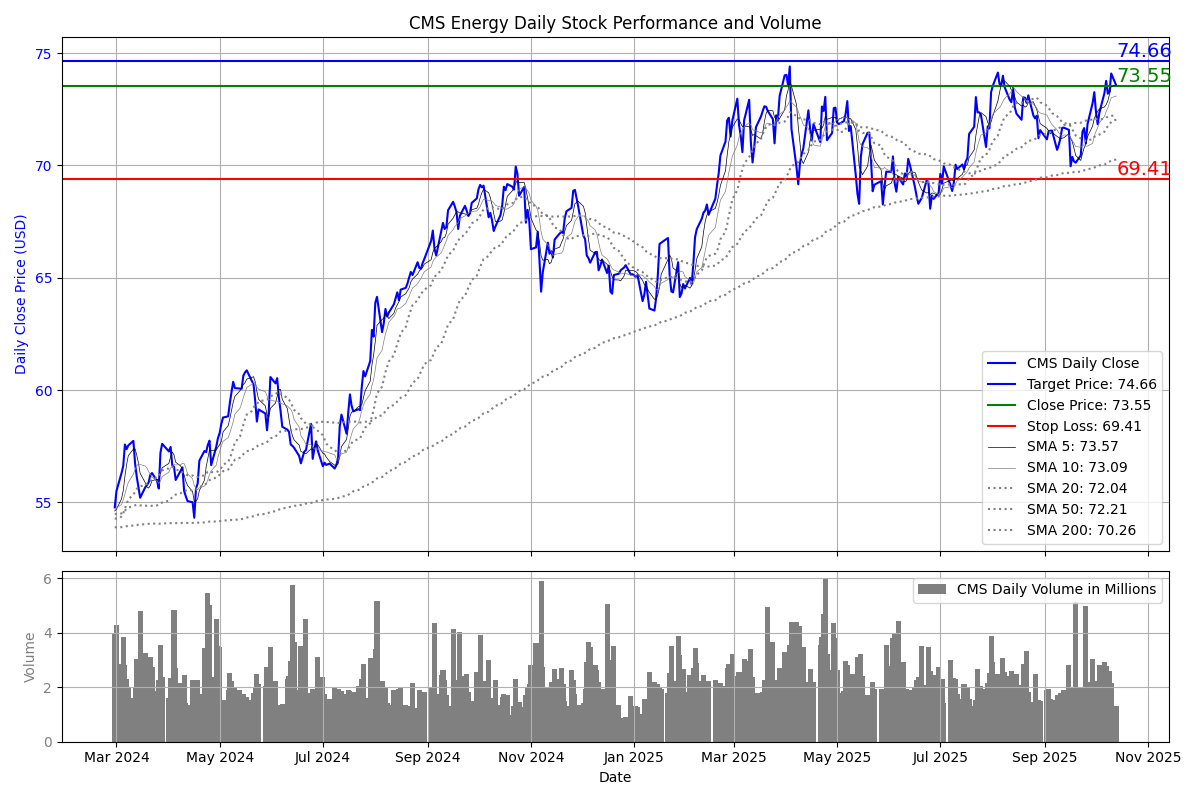 CMS Energy Daily Stock Performance and Volume
75
70
65
60
55
Daily Close Price (USD)
74.66
73.55
69.41
CMS Daily Close
Target Price: 74.66
Close Price: 73.55
Stop Loss: 69.41
SMA 5: 73.57
SMA 10: 73.09
SMA 20: 72.04
SMA 50: 72.21
SMA 200: 70.26
6
4
2
0
Volume
CMS Daily Volume in Millions
Mar 2024 May 2024 Jul 2024 Sep 2024 Nov 2024 Jan 2025 Mar 2025 May 2025 Jul 2025 Sep 2025 Nov 2025
Date